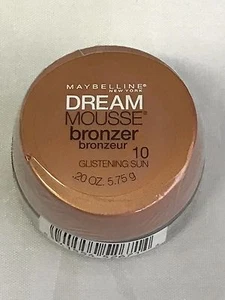 MAYBELLINE®
NEW YORK
DREAM
MOUSSE®
bronzer
bronzeur
10
GLISTENING SUN
.20 OZ. 5.75 g